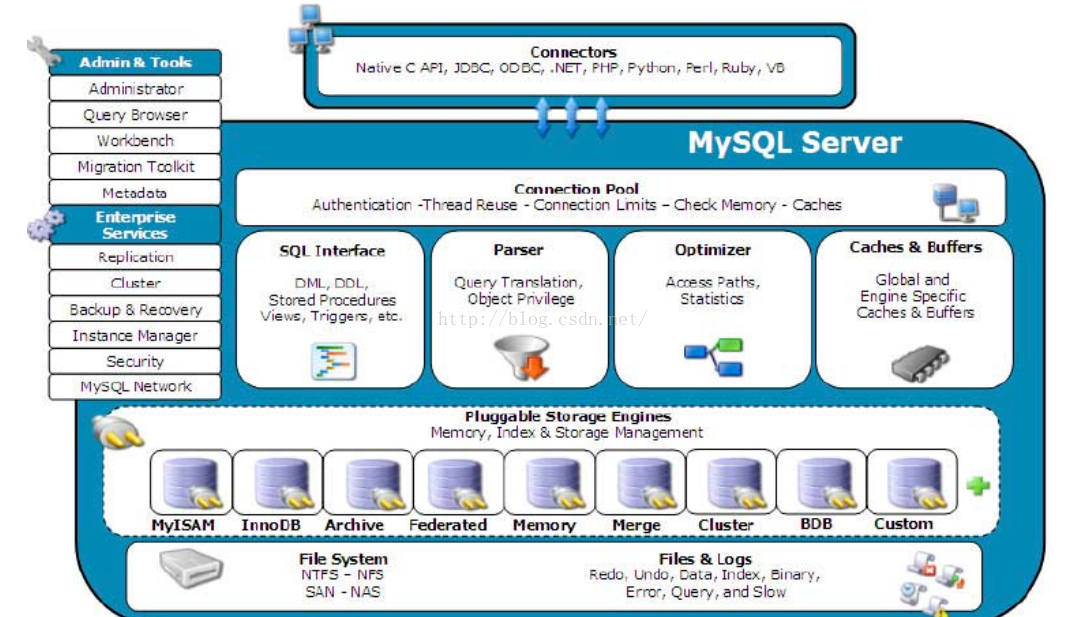 Connectors
Native C API, JDBC, ODBC, .NET, PHP, Python, Perl, Ruby, VB
Admin & Tools
Administrator
Query Browser
Workbench
Migration Toolkit
Metadata
Enterprise
Services
Replication
Cluster
Backup & Recovery
Instance Manager
Security
MySQL Network
MySQL Server
Connection Pool
Authentication -Thread Reuse - Connection Limits – Check Memory - Caches
SQL Interface
DML, DDL,
Stored Procedures
Views, Triggers, etc.
Parser
Query Translation,
Object Privilege
Optimizer
Access Paths,
Statistics
Caches & Buffers
Global and
Engine Specific
Caches & Buffers
http://blog.csdn.net/
Pluggable Storage Engines
Memory, Index & Storage Management
MyISAM
InnoDB
Archive
Federated
Memory
Merge
Cluster
BDB
Custom
File System
NTFS – NFS
SAN - NAS
Files & Logs
Redo, Undo, Data, Index, Binary,
Error, Query, and Slow